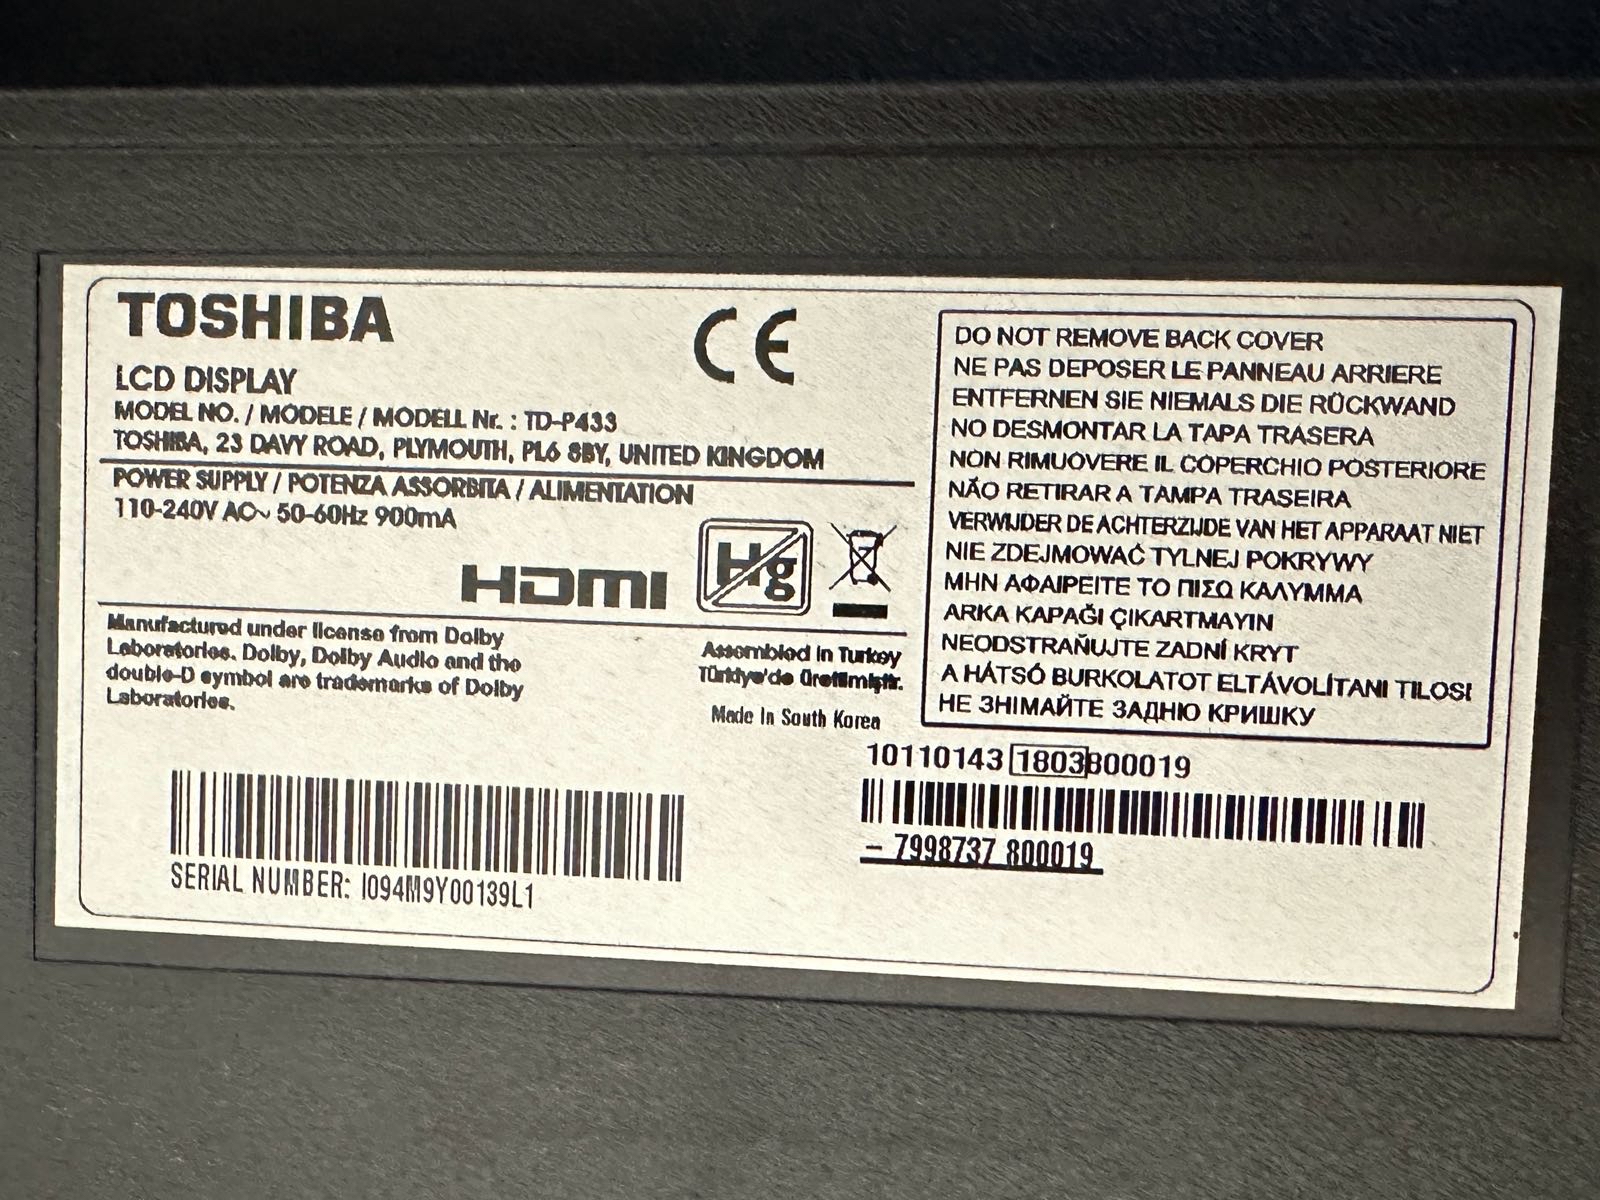 TOSHIBA
CE
LCD DISPLAY
MODEL NO. / MODELE / MODELL Nr. : TD-P433
TOSHIBA, 23 DAVY ROAD, PLYMOUTH, PL6 8BY, UNITED KINGDOM
POWER SUPPLY / POTENZA ASSORBITA / ALIMENTATION
110-240V AC~ 50-60Hz 900mA
HDMI
Hg
Manufactured under license from Dolby
Laboratories. Dolby, Dolby Audio and the
double-D symbol are trademarks of Dolby
Laboratories.
Assembled in Turkey
Türkiye'de üretilmiştir.
Made In South Korea
DO NOT REMOVE BACK COVER
NE PAS DEPOSER LE PANNEAU ARRIERE
ENTFERNEN SIE NIEMALS DIE RÜCKWAND
NO DESMONTAR LA TAPA TRASERA
NON RIMUOVERE IL COPERCHIO POSTERIORE
NÃO RETIRAR A TAMPA TRASEIRA
VERWIJDER DE ACHTERZIJDE VAN HET APPARAAT NIET
NIE ZDEJMOWAĆ TYLNEJ POKRYWY
ΜΗΝ ΑΦΑΙΡΕΙΤΕ ΤΟ ΠΙΣΩ ΚΑΛΥΜΜΑ
ARKA KAPAĞI ÇIKARTMAYIN
NEODSTRAŇUJTE ZADNÍ KRYT
A HÁTSÓ BURKOLATOT ELTÁVOLÍTANI TILOSI
НЕ ЗНІМАЙТЕ ЗАДНЮ КРИШКУ
10110143 1803800019
- 7998737 800019
SERIAL NUMBER: I094M9Y00139L1